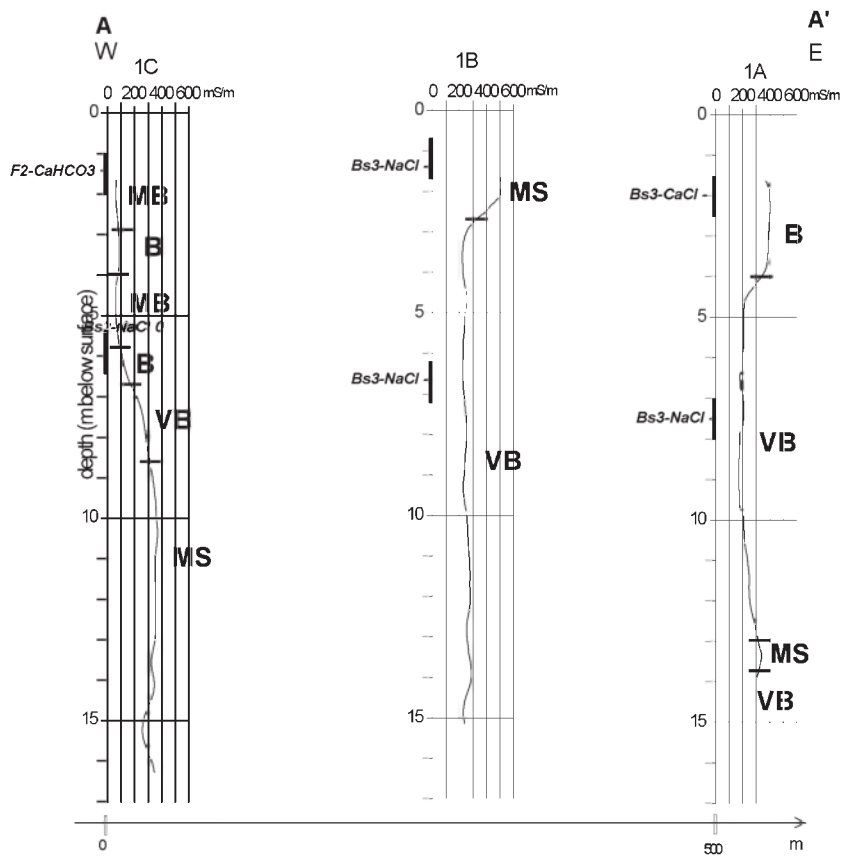 A
W
A'
E
1C
0 200 400 600 mS/m
1B
0 200 400 600 mS/m
1A
0 200 400 600 mS/m
0
0
0
F2-CaHCO3
Bs3-NaCl
Bs3-CaCl
MB
MS
B
B
MB
5
5
depth (m below surface)
B
Bs3-NaCl
Bs3-NaCl
VB
VB
VB
10
10
10
MS
MS
VB
15
15
15
0
500
m